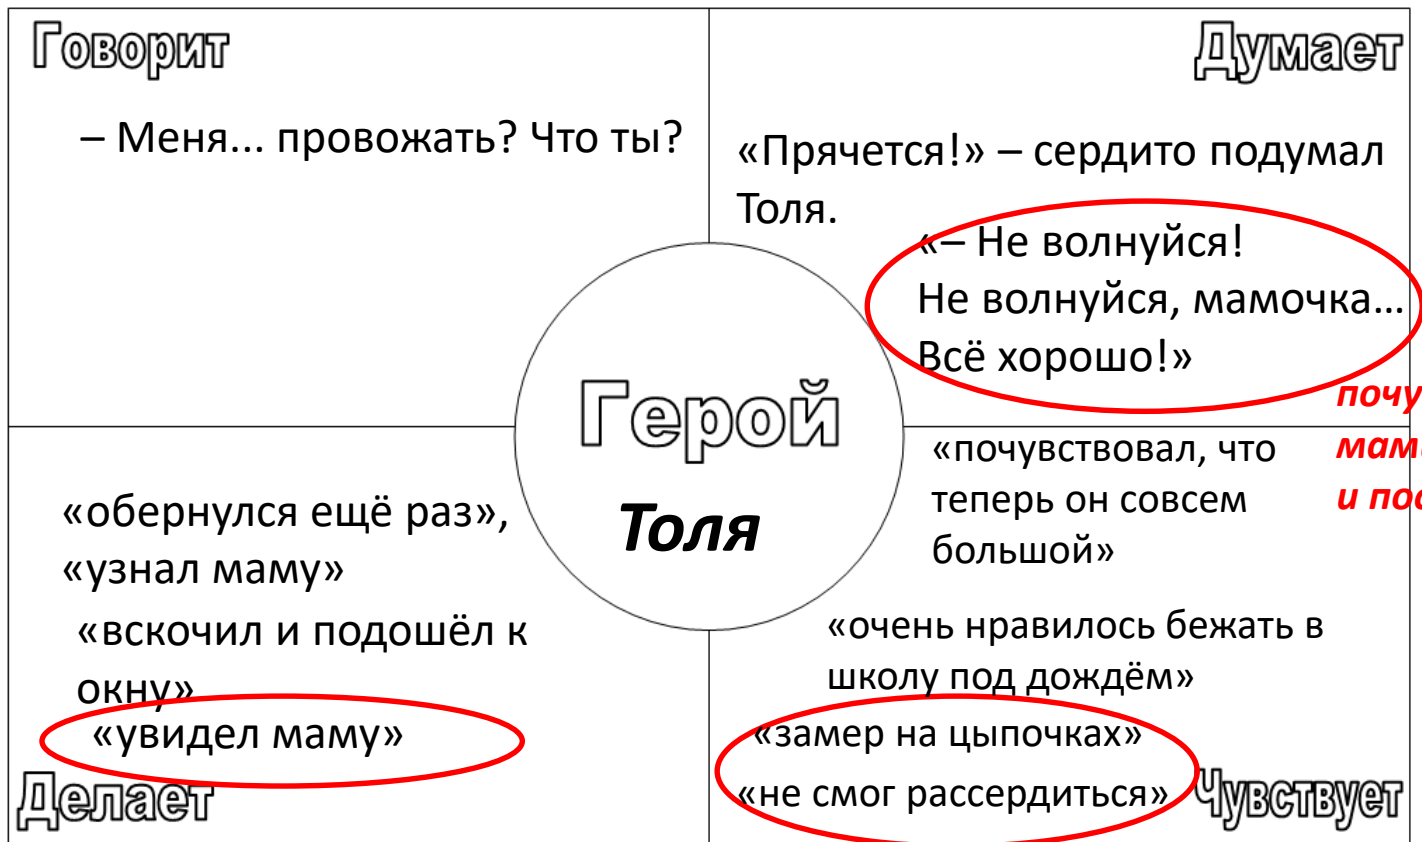 Говорит
– Меня... провожать? Что ты?
Думает
«Прячется!» – сердито подумал
Толя.
«– Не волнуйся!
Не волнуйся, мамочка…
Всё хорошо!»
Герой
Толя
«обернулся ещё раз»,
«узнал маму»
«вскочил и подошёл к
окну»
«увидел маму»
Делает
«почувствовал, что
теперь он совсем
большой»
«очень нравилось бежать в
школу под дождём»
«замер на цыпочках»
«не смог рассердиться»
Чувствует
и